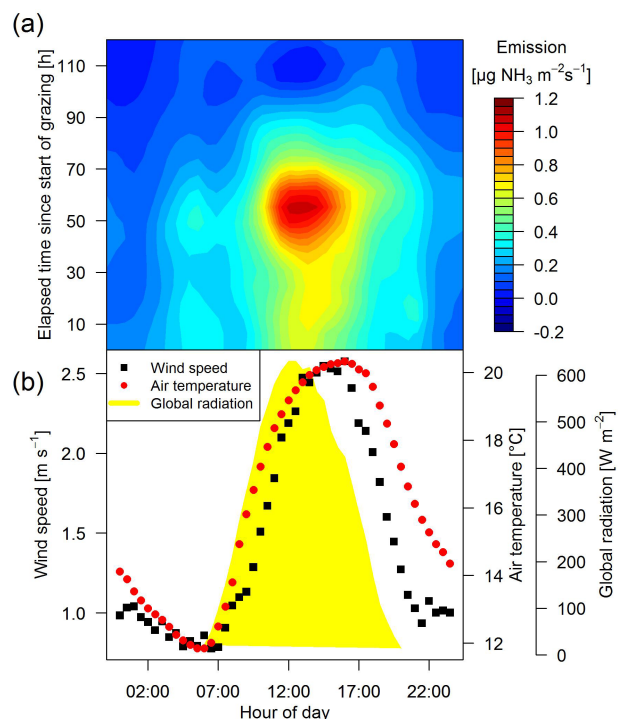 (a)
Elapsed time since start of grazing [h]
110
90
70
50
30
10
Emission
[µg NH₃ m⁻²s⁻¹]
1.2
1.0
0.8
0.6
0.4
0.2
0.0
-0.2
(b)
Wind speed
Air temperature
Global radiation
Wind speed [m s⁻¹]
2.5
2.0
1.5
1.0
20
18
16
14
12
Air temperature [°C]
600
500
400
300
200
100
0
Global radiation [W m⁻²]
02:00 07:00 12:00 17:00 22:00
Hour of day